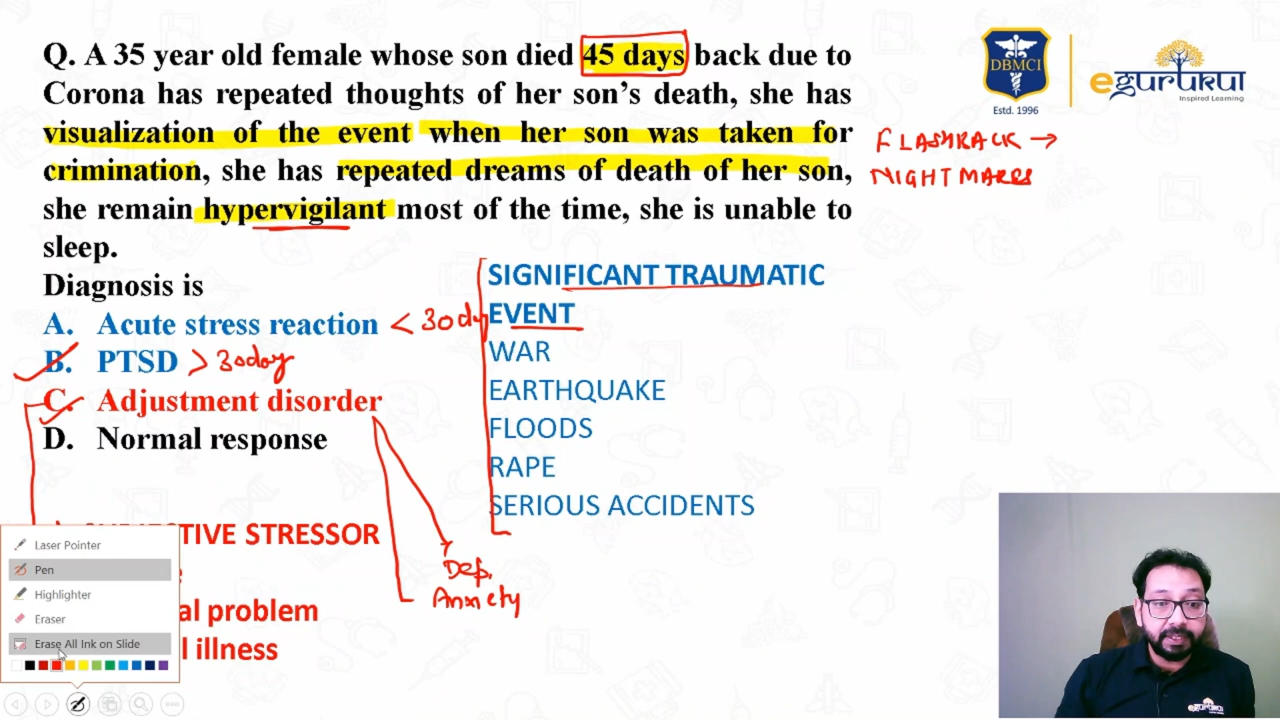 Q. A 35 year old female whose son died 45 days back due to
Corona has repeated thoughts of her son's death, she has
visualization of the event when her son was taken for
crimination, she has repeated dreams of death of her son,
she remain hypervigilant most of the time, she is unable to
sleep.
Diagnosis is
A. Acute stress reaction < 30 day
B. PTSD > 30day
C. Adjustment disorder
D. Normal response
DBMCI
Estd. 1996
egurukul
Inspired Learning
FLASHBACK →
NIGHTMARES
SIGNIFICANT TRAUMATIC
EVENT
WAR
EARTHQUAKE
FLOODS
RAPE
SERIOUS ACCIDENTS
STRESSOR
problem
illness
Dep.
Anxiety
Laser Pointer
Pen
Highlighter
Eraser
Erase All Ink on Slide
egurukul